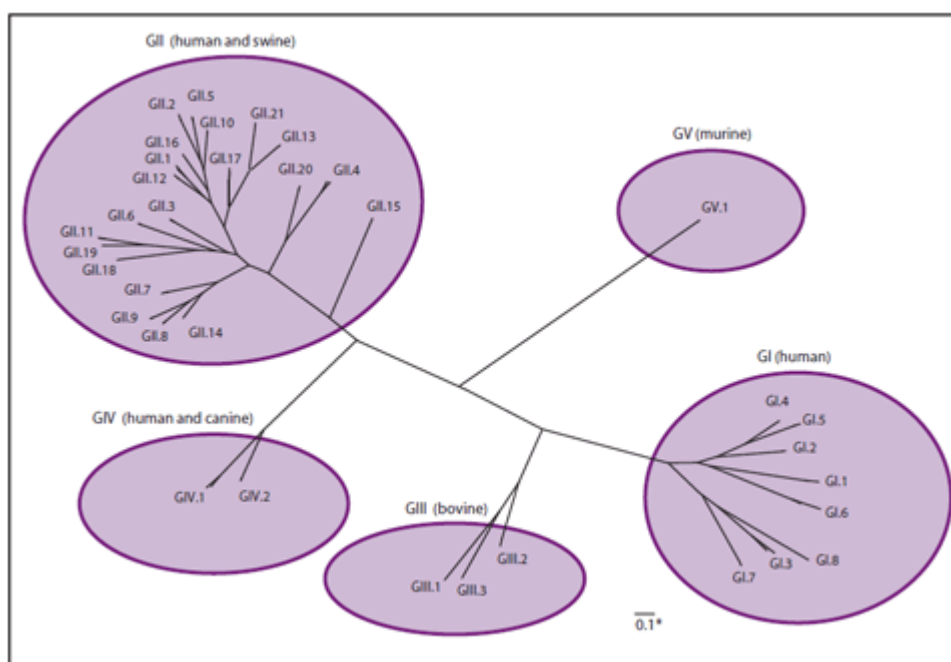 GII (human and swine)
GII.5
GII.2
GII.21
GII.10
GII.13
GII.16
GII.1
GII.17
GII.12
GII.20
GII.4
GII.3
GII.6
GII.15
GII.11
GII.19
GII.18
GII.7
GII.9
GII.8
GII.14
GV (murine)
GV.1
GI (human)
GI.4
GI.5
GI.2
GI.1
GI.6
GI.8
GI.3
GI.7
GIV (human and canine)
GIV.1
GIV.2
GIII (bovine)
GIII.2
GIII.1
GIII.3
0.1*